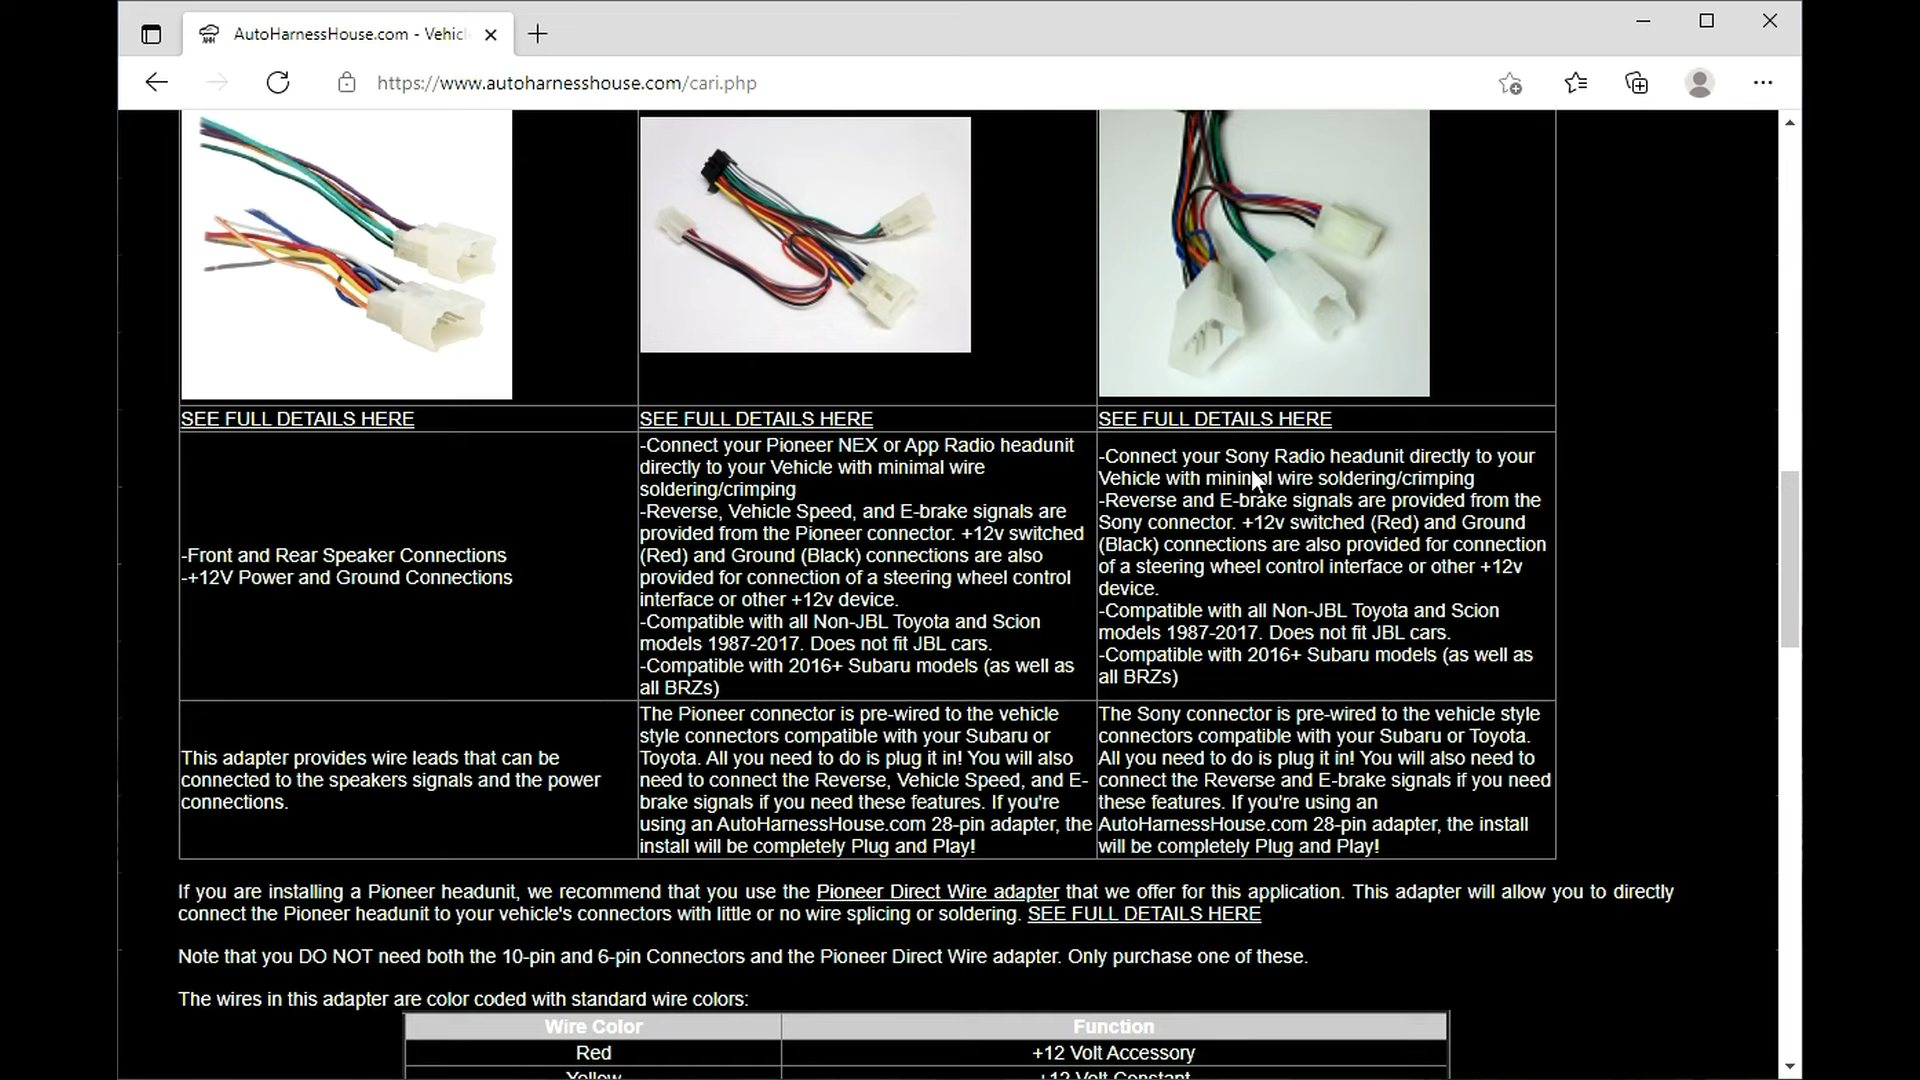 AutoHarnessHouse.com - Vehicl
https://www.autoharnesshouse.com/cari.php
SEE FULL DETAILS HERE
SEE FULL DETAILS HERE
SEE FULL DETAILS HERE
-Front and Rear Speaker Connections
-+12V Power and Ground Connections
-Connect your Pioneer NEX or App Radio headunit
directly to your Vehicle with minimal wire
soldering/crimping
-Reverse, Vehicle Speed, and E-brake signals are
provided from the Pioneer connector. +12v switched
(Red) and Ground (Black) connections are also
provided for connection of a steering wheel control
interface or other +12v device.
-Compatible with all Non-JBL Toyota and Scion
models 1987-2017. Does not fit JBL cars.
-Compatible with 2016+ Subaru models (as well as
all BRZs)
-Connect your Sony Radio headunit directly to your
Vehicle with minimal wire soldering/crimping
-Reverse and E-brake signals are provided from the
Sony connector. +12v switched (Red) and Ground
(Black) connections are also provided for connection
of a steering wheel control interface or other +12v
device.
-Compatible with all Non-JBL Toyota and Scion
models 1987-2017. Does not fit JBL cars.
-Compatible with 2016+ Subaru models (as well as
all BRZs)
This adapter provides wire leads that can be
connected to the speakers signals and the power
connections.
The Pioneer connector is pre-wired to the vehicle
style connectors compatible with your Subaru or
Toyota. All you need to do is plug it in! You will also
need to connect the Reverse, Vehicle Speed, and E-
brake signals if you need these features. If you're
using an AutoHarnessHouse.com 28-pin adapter, the
install will be completely Plug and Play!
The Sony connector is pre-wired to the vehicle style
connectors compatible with your Subaru or Toyota.
All you need to do is plug it in! You will also need to
connect the Reverse and E-brake signals if you need
these features. If you're using an
AutoHarnessHouse.com 28-pin adapter, the install
will be completely Plug and Play!
If you are installing a Pioneer headunit, we recommend that you use the Pioneer Direct Wire adapter that we offer for this application. This adapter will allow you to directly
connect the Pioneer headunit to your vehicle's connectors with little or no wire splicing or soldering. SEE FULL DETAILS HERE
Note that you DO NOT need both the 10-pin and 6-pin Connectors and the Pioneer Direct Wire adapter. Only purchase one of these.
The wires in this adapter are color coded with standard wire colors:
Wire Color Function
Red +12 Volt Accessory
Yellow +12 Volt Constant